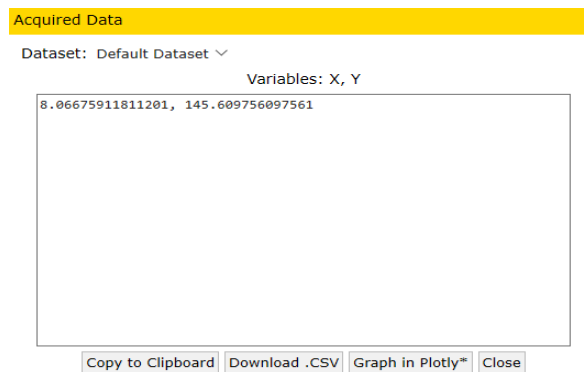 Acquired Data
Dataset: Default Dataset
Variables: X, Y
8.06675911811201, 145.609756097561
Copy to Clipboard Download .CSV Graph in Plotly* Close